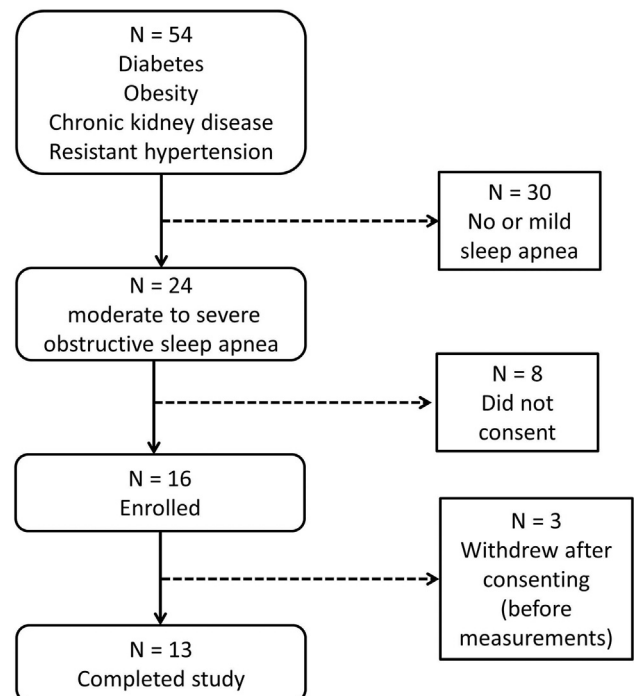 N = 54
Diabetes
Obesity
Chronic kidney disease
Resistant hypertension
N = 30
No or mild
sleep apnea
N = 24
moderate to severe
obstructive sleep apnea
N = 8
Did not
consent
N = 16
Enrolled
N = 3
Withdrew after
consenting
(before
measurements)
N = 13
Completed study